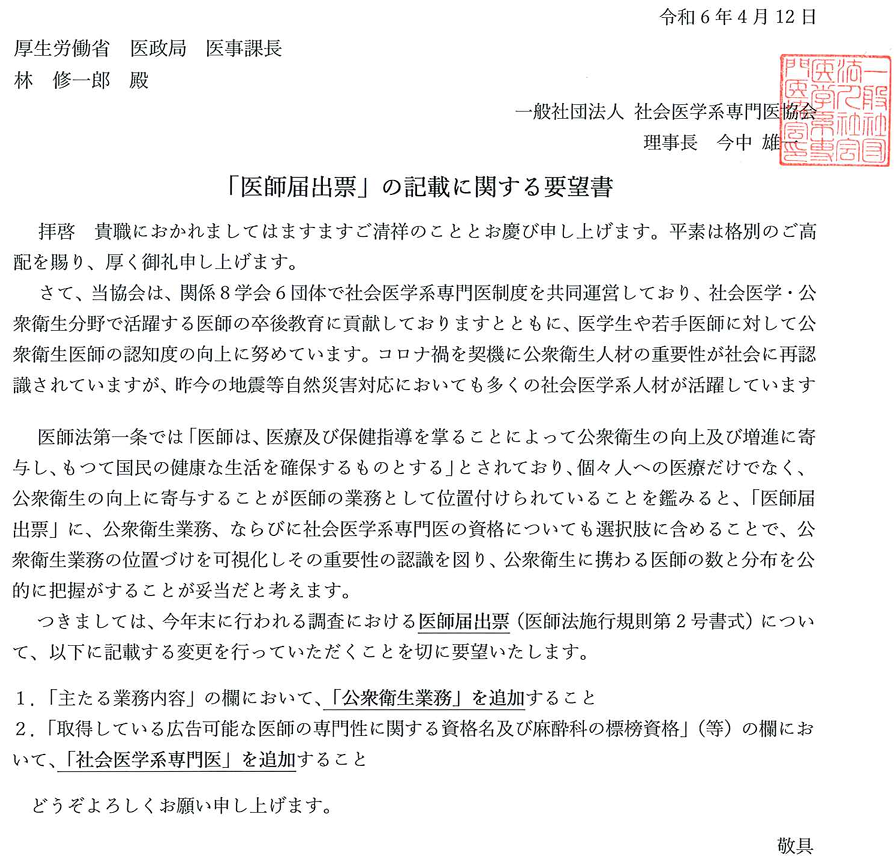 令和6年4月12日
厚生労働省　医政局　医事課長
林　修一郎　殿
一般社団法人 社会医学系専門医協会
理事長　今中 雄一
「医師届出票」の記載に関する要望書
拝啓　貴職におかれましてはますますご清祥のこととお慶び申し上げます。平素は格別のご高
配を賜り、厚く御礼申し上げます。
さて、当協会は、関係8学会6団体で社会医学系専門医制度を共同運営しており、社会医学・公
衆衛生分野で活躍する医師の卒後教育に貢献しておりますとともに、医学生や若手医師に対して公
衆衛生医師の認知度の向上に努めています。コロナ禍を契機に公衆衛生人材の重要性が社会に再認
識されていますが、昨今の地震等自然災害対応においても多くの社会医学系人材が活躍しています
医師法第一条では「医師は、医療及び保健指導を掌ることによって公衆衛生の向上及び増進に寄
与し、もつて国民の健康な生活を確保するものとする」とされており、個々人への医療だけでなく、
公衆衛生の向上に寄与することが医師の業務として位置付けられていることを鑑みると、「医師届
出票」に、公衆衛生業務、ならびに社会医学系専門医の資格についても選択肢に含めることで、公
衆衛生業務の位置づけを可視化しその重要性の認識を図り、公衆衛生に携わる医師の数と分布を公
的に把握がすることが妥当だと考えます。
つきましては、今年末に行われる調査における医師届出票（医師法施行規則第2号書式）につい
て、以下に記載する変更を行っていただくことを切に要望いたします。
1．「主たる業務内容」の欄において、「公衆衛生業務」を追加すること
2．「取得している広告可能な医師の専門性に関する資格名及び麻酔科の標榜資格」（等）の欄にお
いて、「社会医学系専門医」を追加すること
どうぞよろしくお願い申し上げます。
敬具